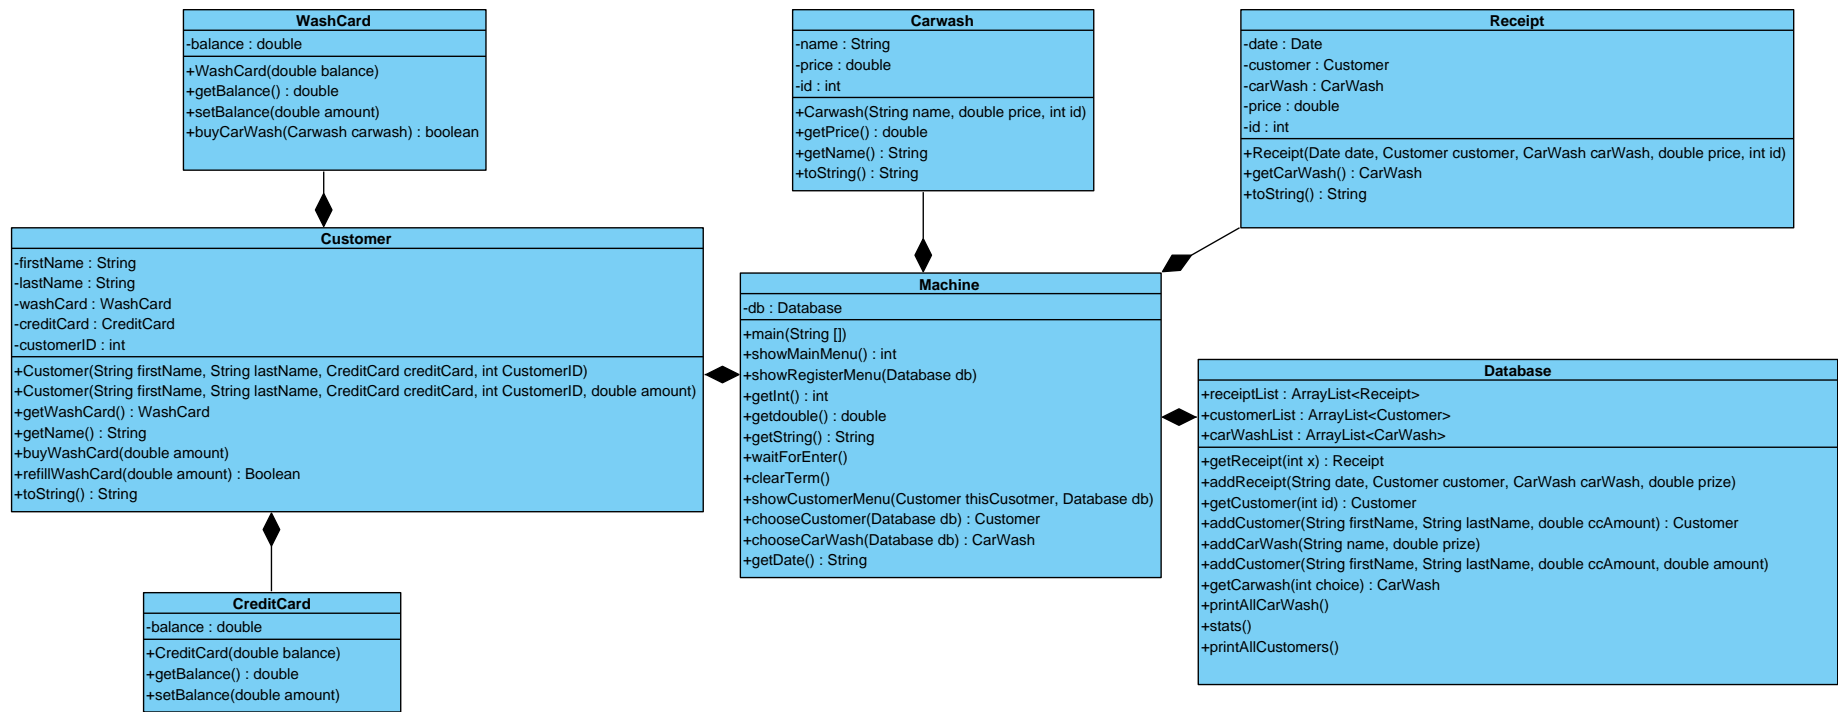 WashCard
-balance : double
+WashCard(double balance)
+getBalance() : double
+setBalance(double amount)
+buyCarWash(Carwash carwash) : boolean
Carwash
-name : String
-price : double
-id : int
+Carwash(String name, double price, int id)
+getPrice() : double
+getName() : String
+toString() : String
Receipt
-date : Date
-customer : Customer
-carWash : CarWash
-price : double
-id : int
+Receipt(Date date, Customer customer, CarWash carWash, double price, int id)
+getCarWash() : CarWash
+toString() : String
Customer
-firstName : String
-lastName : String
-washCard : WashCard
-creditCard : CreditCard
-customerID : int
+Customer(String firstName, String lastName, CreditCard creditCard, int CustomerID)
+Customer(String firstName, String lastName, CreditCard creditCard, int CustomerID, double amount)
+getWashCard() : WashCard
+getName() : String
+buyWashCard(double amount)
+refillWashCard(double amount) : Boolean
+toString() : String
Machine
-db : Database
+main(String [])
+showMainMenu() : int
+showRegisterMenu(Database db)
+getInt() : int
+getdouble() : double
+getString() : String
+waitForEnter()
+clearTerm()
+showCustomerMenu(Customer thisCusotmer, Database db)
+chooseCustomer(Database db) : Customer
+chooseCarWash(Database db) : CarWash
+getDate() : String
Database
+receiptList : ArrayList<Receipt>
+customerList : ArrayList<Customer>
+carWashList : ArrayList<CarWash>
+getReceipt(int x) : Receipt
+addReceipt(String date, Customer customer, CarWash carWash, double prize)
+getCustomer(int id) : Customer
+addCustomer(String firstName, String lastName, double ccAmount) : Customer
+addCarWash(String name, double prize)
+addCustomer(String firstName, String lastName, double ccAmount, double amount)
+getCarwash(int choice) : CarWash
+printAllCarWash()
+stats()
+printAllCustomers()
CreditCard
-balance : double
+CreditCard(double balance)
+getBalance() : double
+setBalance(double amount)